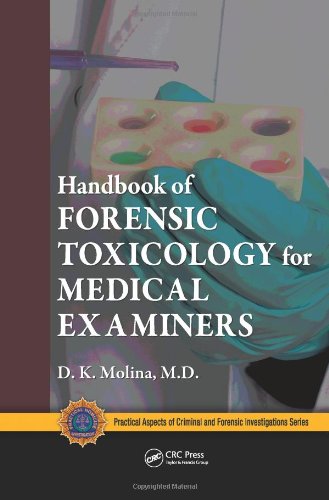 Handbook of
FORENSIC
TOXICOLOGY for
MEDICAL
EXAMINERS
D. K. Molina, M.D.
Practical Aspects of Criminal and Forensic Investigations Series
CRC Press
Taylor & Francis Group